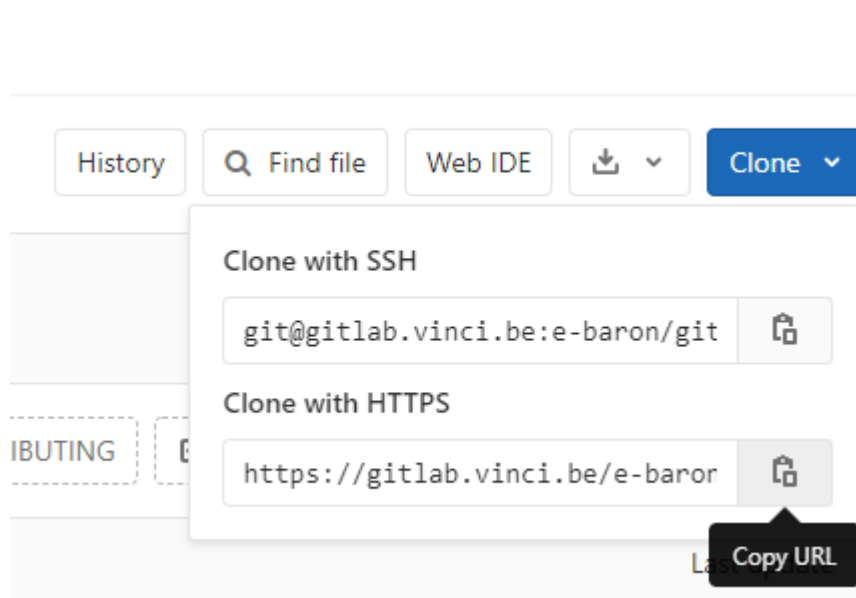 History
Find file
Web IDE
Clone
Clone with SSH
git@gitlab.vinci.be:e-baron/git
Clone with HTTPS
https://gitlab.vinci.be/e-baron
IBUTING
Copy URL